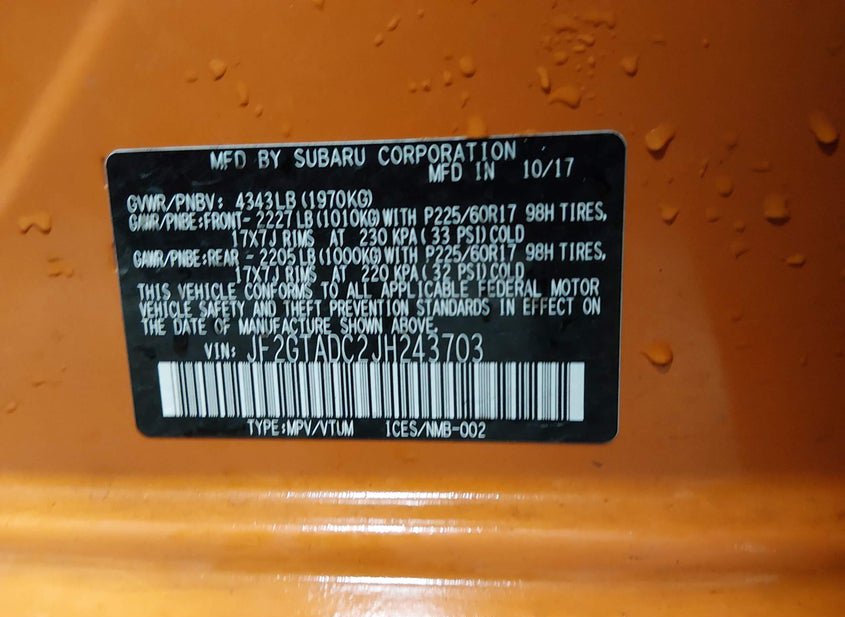 MFD BY SUBARU CORPORATION
MFD IN 10/17
GVWR/PNBV: 4343LB(1970KG)
GAWR/PNBE:FRONT- 2227LB(1010KG)WITH P225/60R17 98H TIRES,
17X7J RIMS AT 230 KPA(33 PSI)COLD
GAWR/PNBE:REAR - 2205LB(1000KG)WITH P225/60R17 98H TIRES,
17X7J RIMS AT 220 KPA(32 PSI)COLD
THIS VEHICLE CONFORMS TO ALL APPLICABLE FEDERAL MOTOR
VEHICLE SAFETY AND THEFT PREVENTION STANDARDS IN EFFECT ON
THE DATE OF MANUFACTURE SHOWN ABOVE.
VIN: JF2GTADC2JH243703
TYPE:MPV/VTUM ICES/NMB-002